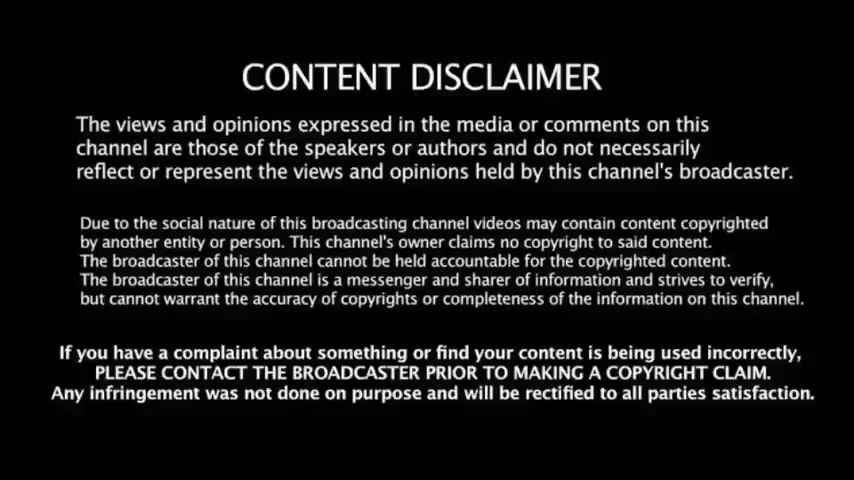 CONTENT DISCLAIMER
The views and opinions expressed in the media or comments on this
channel are those of the speakers or authors and do not necessarily
reflect or represent the views and opinions held by this channel's broadcaster.
Due to the social nature of this broadcasting channel videos may contain content copyrighted
by another entity or person. This channel's owner claims no copyright to said content.
The broadcaster of this channel cannot be held accountable for the copyrighted content.
The broadcaster of this channel is a messenger and sharer of information and strives to verify,
but cannot warrant the accuracy of copyrights or completeness of the information on this channel.
If you have a complaint about something or find your content is being used incorrectly,
PLEASE CONTACT THE BROADCASTER PRIOR TO MAKING A COPYRIGHT CLAIM.
Any infringement was not done on purpose and will be rectified to all parties satisfaction.